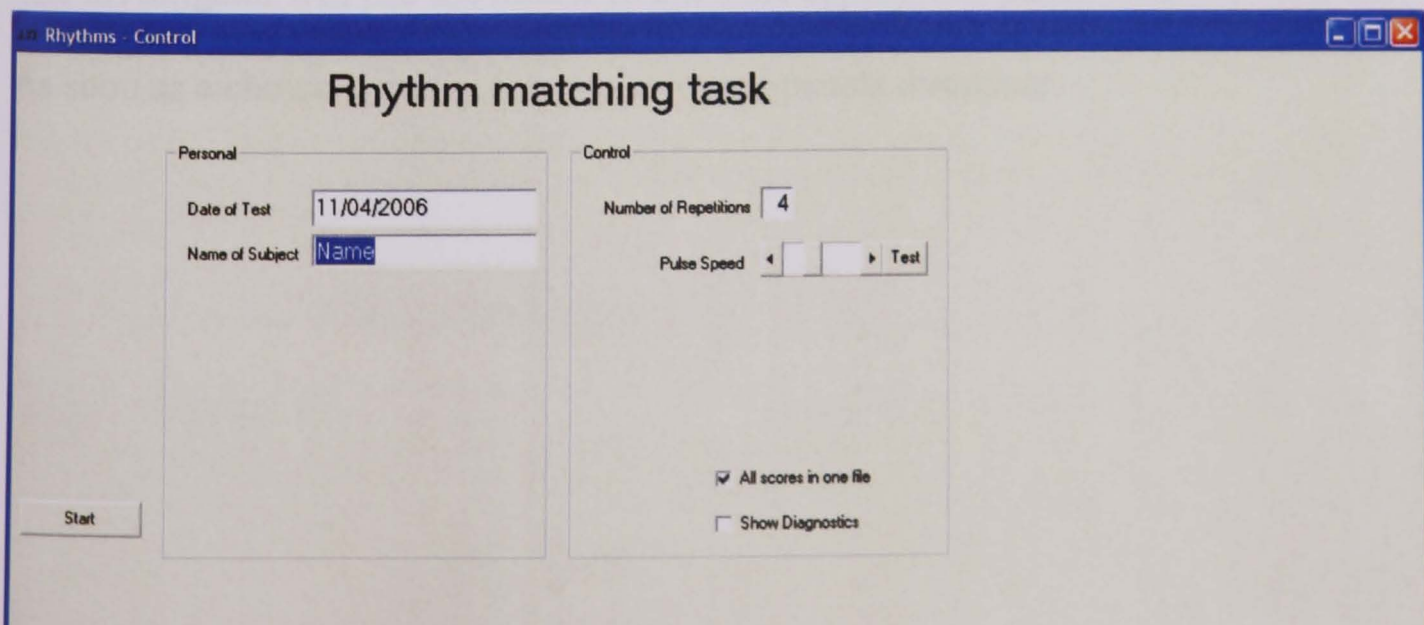 Rhythms - Control
Rhythm matching task
Personal
Date of Test 11/04/2006
Name of Subject Name
Control
Number of Repetitions 4
Pulse Speed Test
All scores in one file
Show Diagnostics
Start